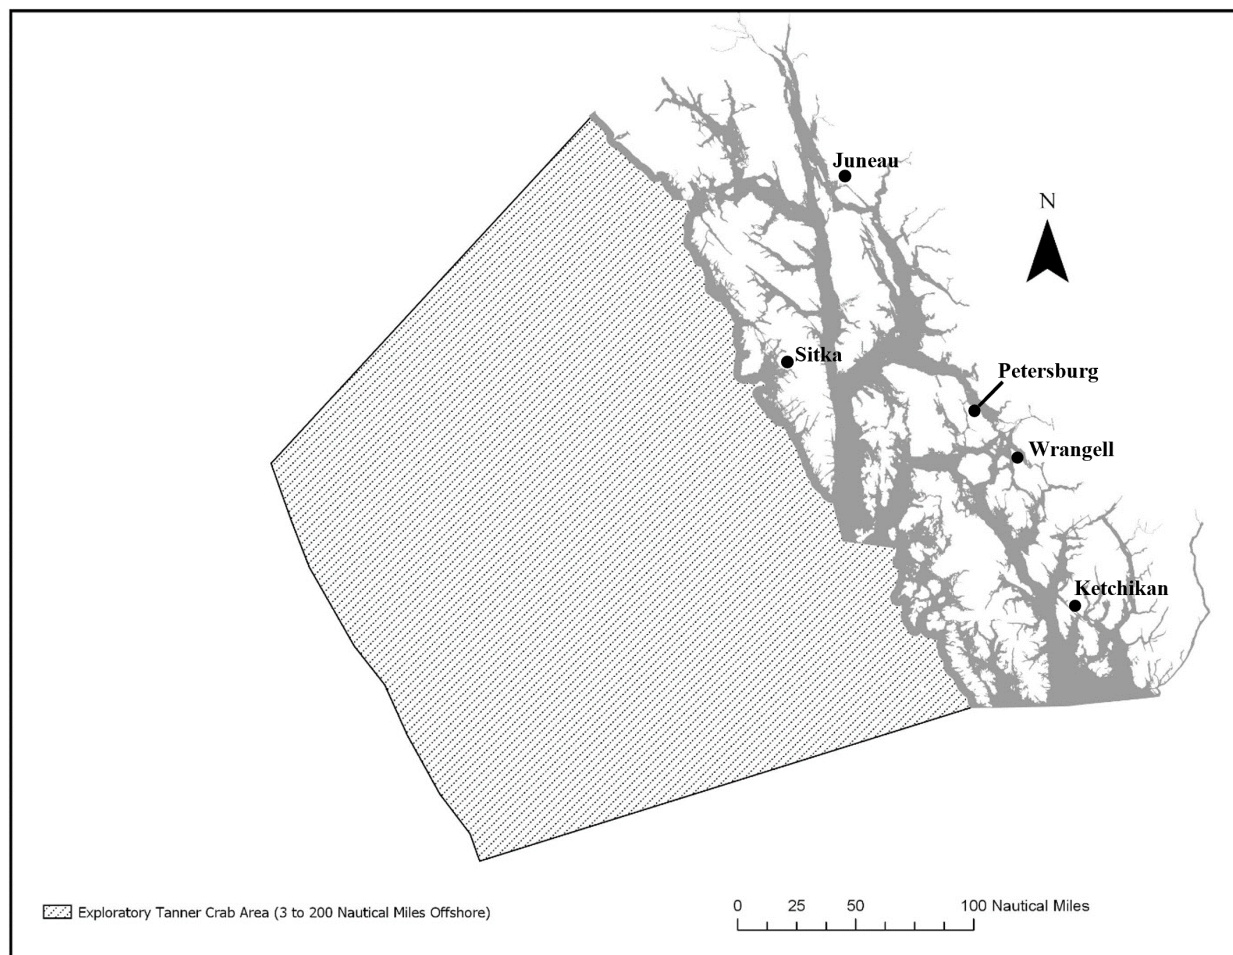 Juneau
N
Sitka
Petersburg
Wrangell
Ketchikan
Exploratory Tanner Crab Area (3 to 200 Nautical Miles Offshore)
0 25 50 100 Nautical Miles